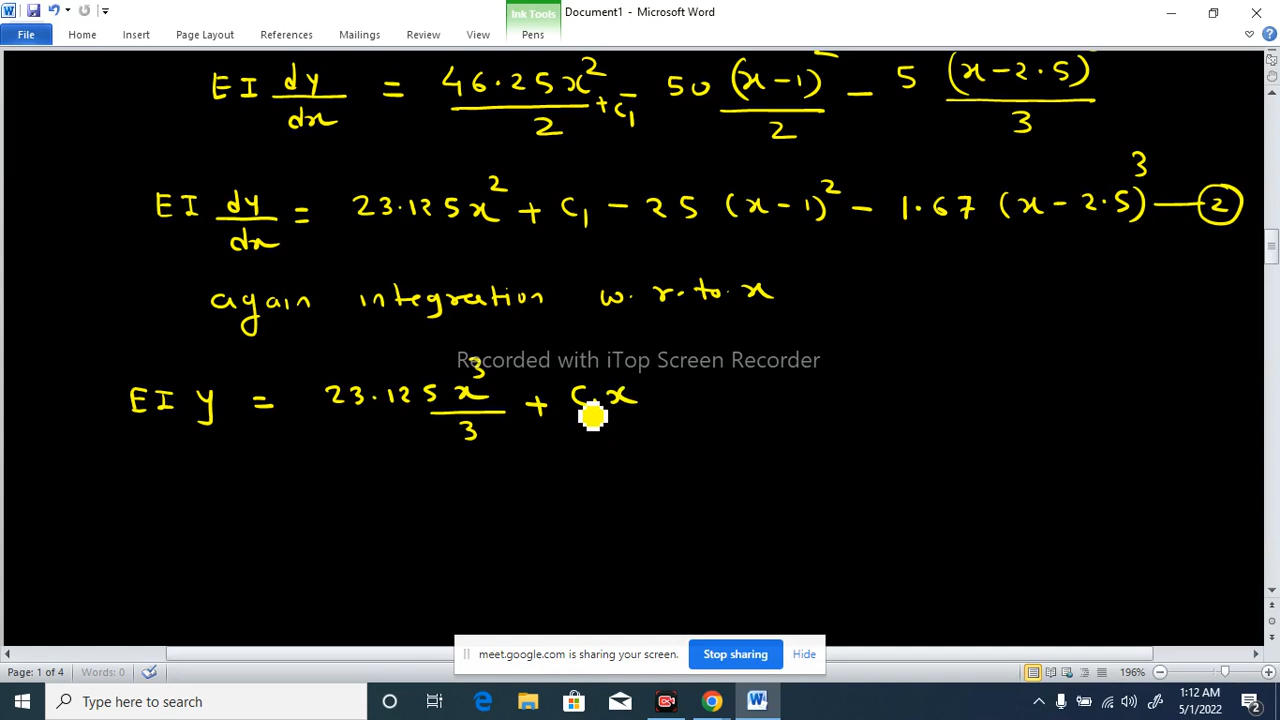 Document1 - Microsoft Word
Ink Tools
File Home Insert Page Layout References Mailings Review View Pens
EI dy/dx = 46.25x²/2 + C₁ - 50 (x-1)²/2 - 5 (x-2.5)/3
EI dy/dx = 23.125x² + C₁ - 25 (x-1)² - 1.67 (x-2.5)³ — ②
again integration w.r.to.x
Recorded with iTop Screen Recorder
EI y = 23.125x³/3 + C₁x
meet.google.com is sharing your screen. Stop sharing Hide
Page: 1 of 4 Words: 0 196%
Type here to search
1:12 AM
5/1/2022
2